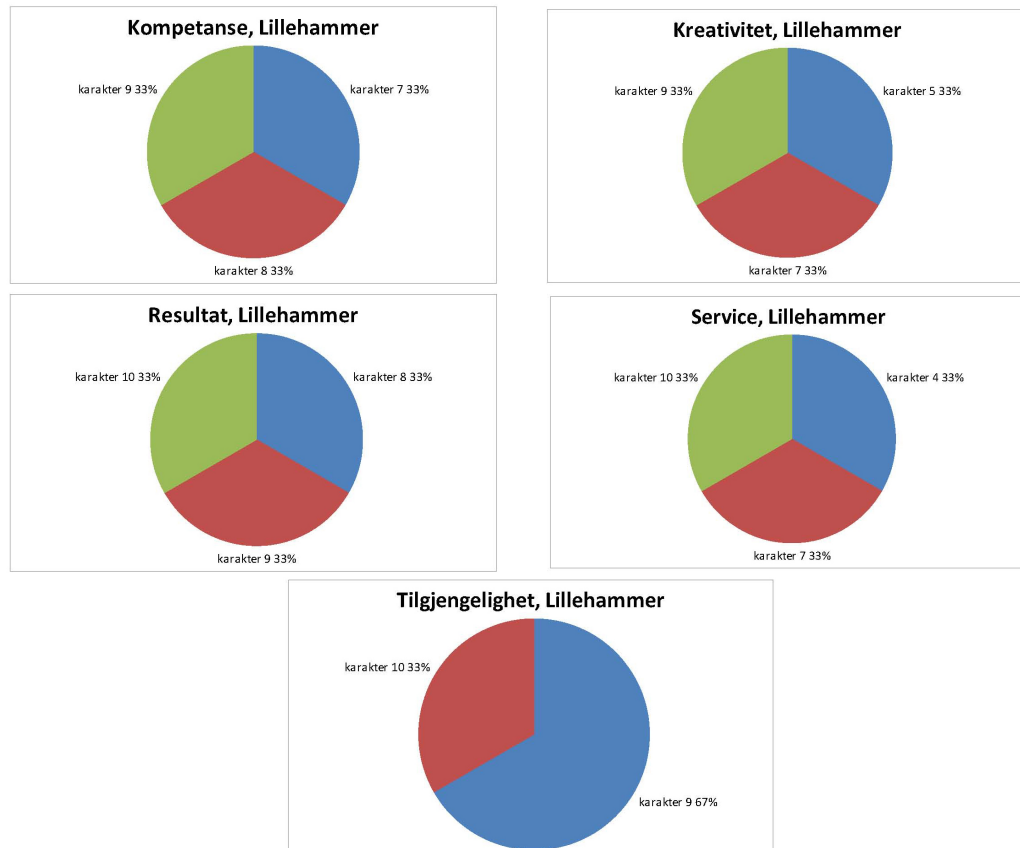 Kompetanse, Lillehammer
karakter 9 33%
karakter 7 33%
karakter 8 33%
Kreativitet, Lillehammer
karakter 9 33%
karakter 5 33%
karakter 7 33%
Resultat, Lillehammer
karakter 10 33%
karakter 8 33%
karakter 9 33%
Service, Lillehammer
karakter 10 33%
karakter 4 33%
karakter 7 33%
Tilgjengelighet, Lillehammer
karakter 10 33%
karakter 9 67%